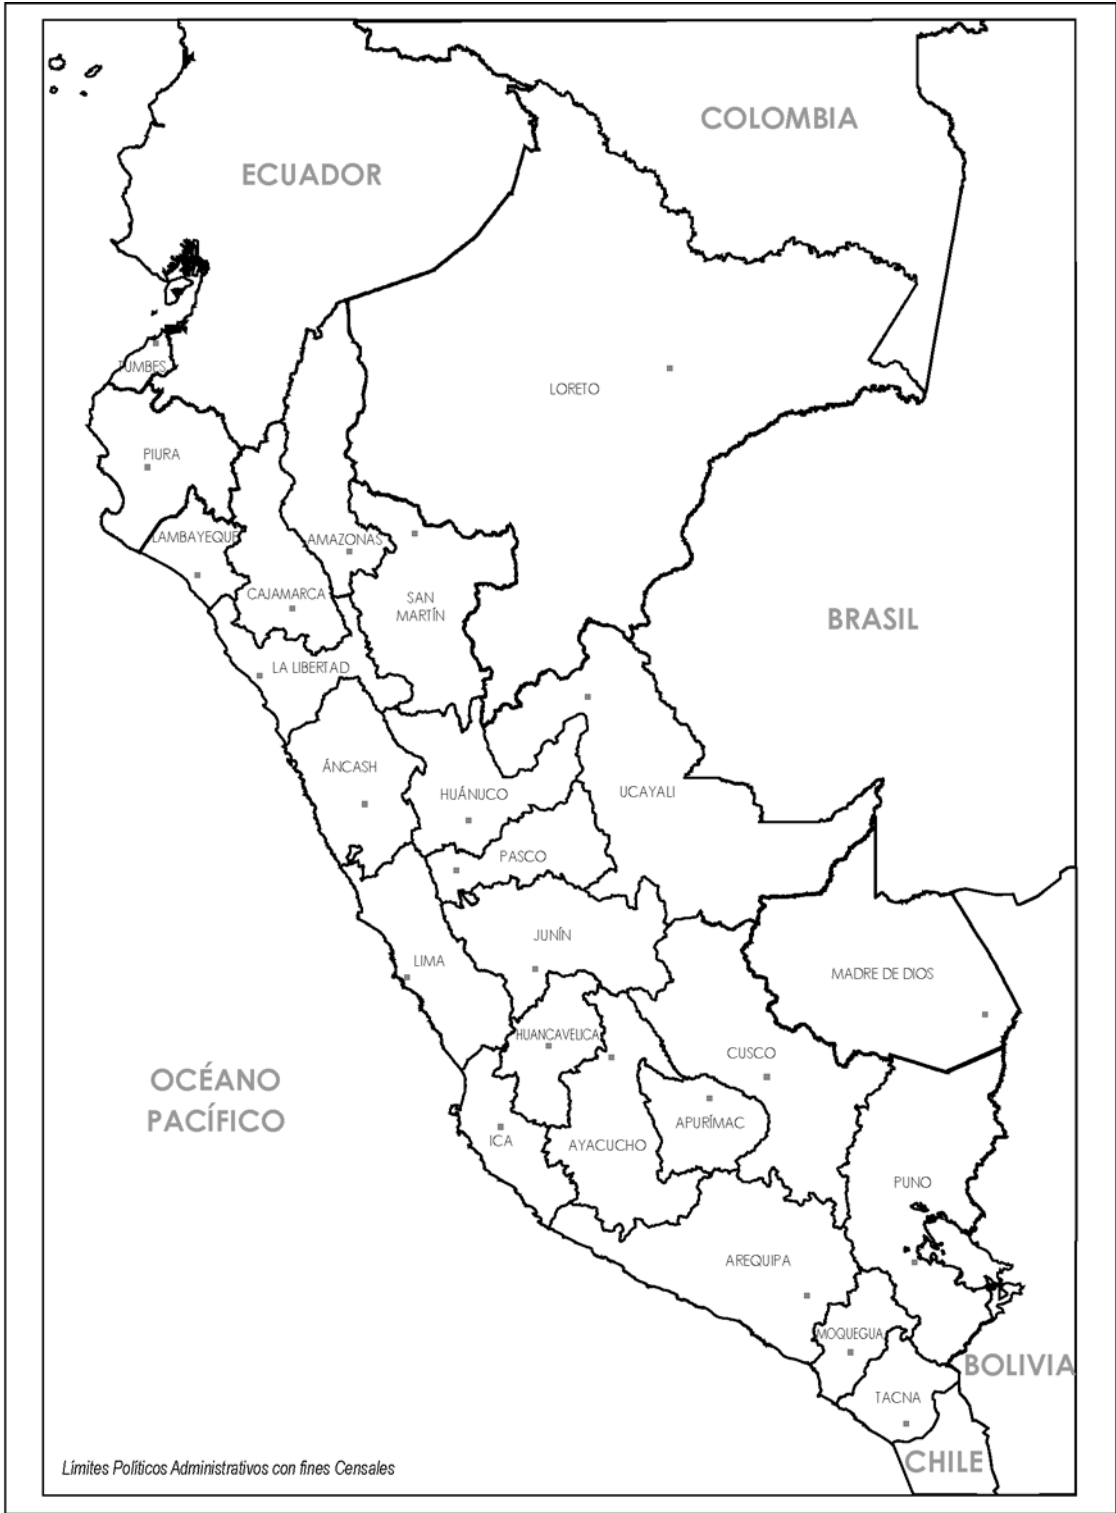 COLOMBIA
ECUADOR
TUMBES
LORETO
PIURA
LAMBAYEQUE
AMAZONAS
CAJAMARCA
SAN
MARTÍN
BRASIL
LA LIBERTAD
ÁNCASH
HUÁNUCO
UCAYALI
PASCO
JUNÍN
LIMA
MADRE DE DIOS
HUANCAVELICA
CUSCO
OCÉANO
PACÍFICO
APURÍMAC
ICA
AYACUCHO
PUNO
AREQUIPA
MOQUEGUA
BOLIVIA
TACNA
CHILE
Límites Políticos Administrativos con fines Censales